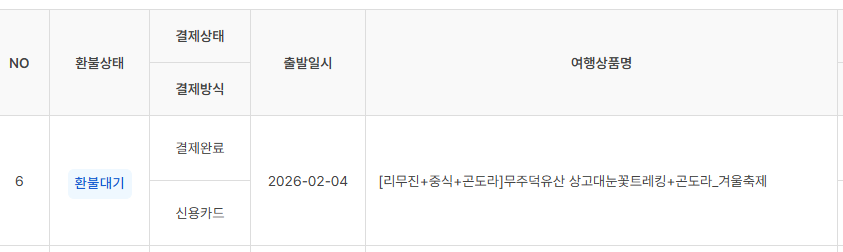 NO
환불상태
결제상태
결제방식
출발일시
여행상품명
6
환불대기
결제완료
신용카드
2026-02-04
[리무진+중식+곤도라]무주덕유산 상고대눈꽃트레킹+곤도라_겨울축제